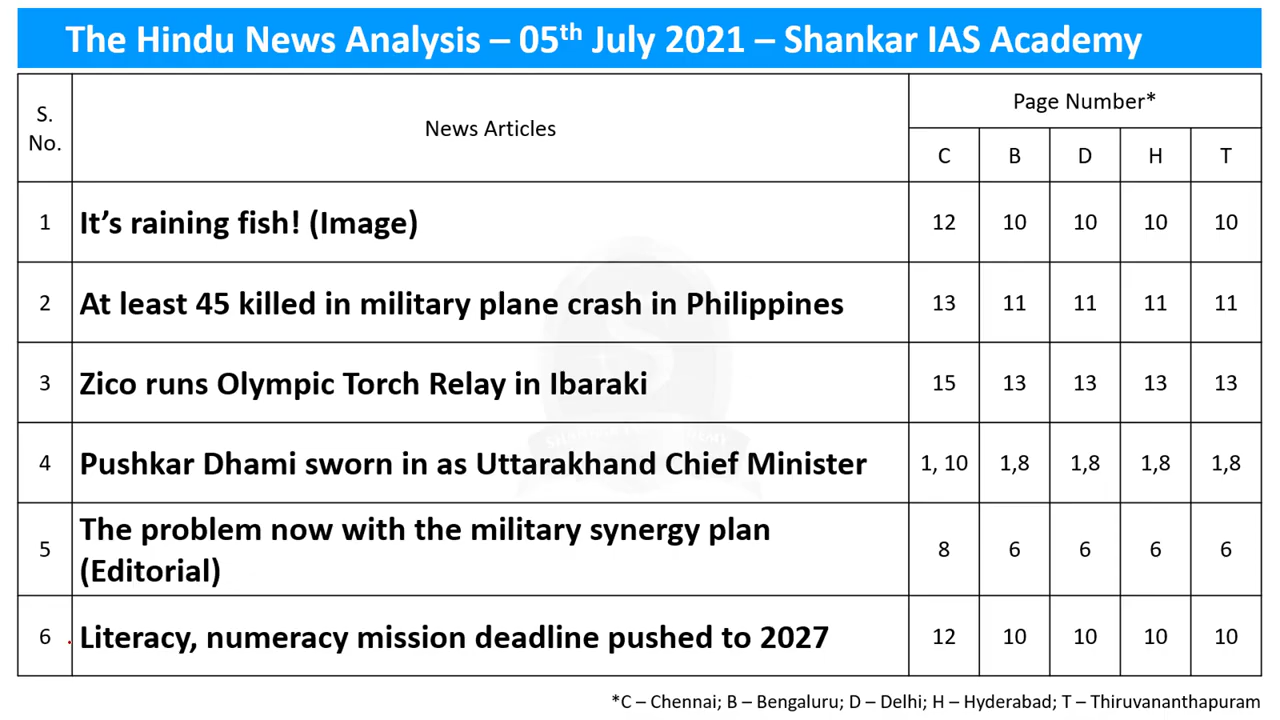 The Hindu News Analysis – 05th July 2021 – Shankar IAS Academy
S. No. News Articles Page Number*
C B D H T
1 It's raining fish! (Image) 12 10 10 10 10
2 At least 45 killed in military plane crash in Philippines 13 11 11 11 11
3 Zico runs Olympic Torch Relay in Ibaraki 15 13 13 13 13
4 Pushkar Dhami sworn in as Uttarakhand Chief Minister 1, 10 1,8 1,8 1,8 1,8
5 The problem now with the military synergy plan
(Editorial) 8 6 6 6 6
6 Literacy, numeracy mission deadline pushed to 2027 12 10 10 10 10
*C – Chennai; B – Bengaluru; D – Delhi; H – Hyderabad; T – Thiruvananthapuram